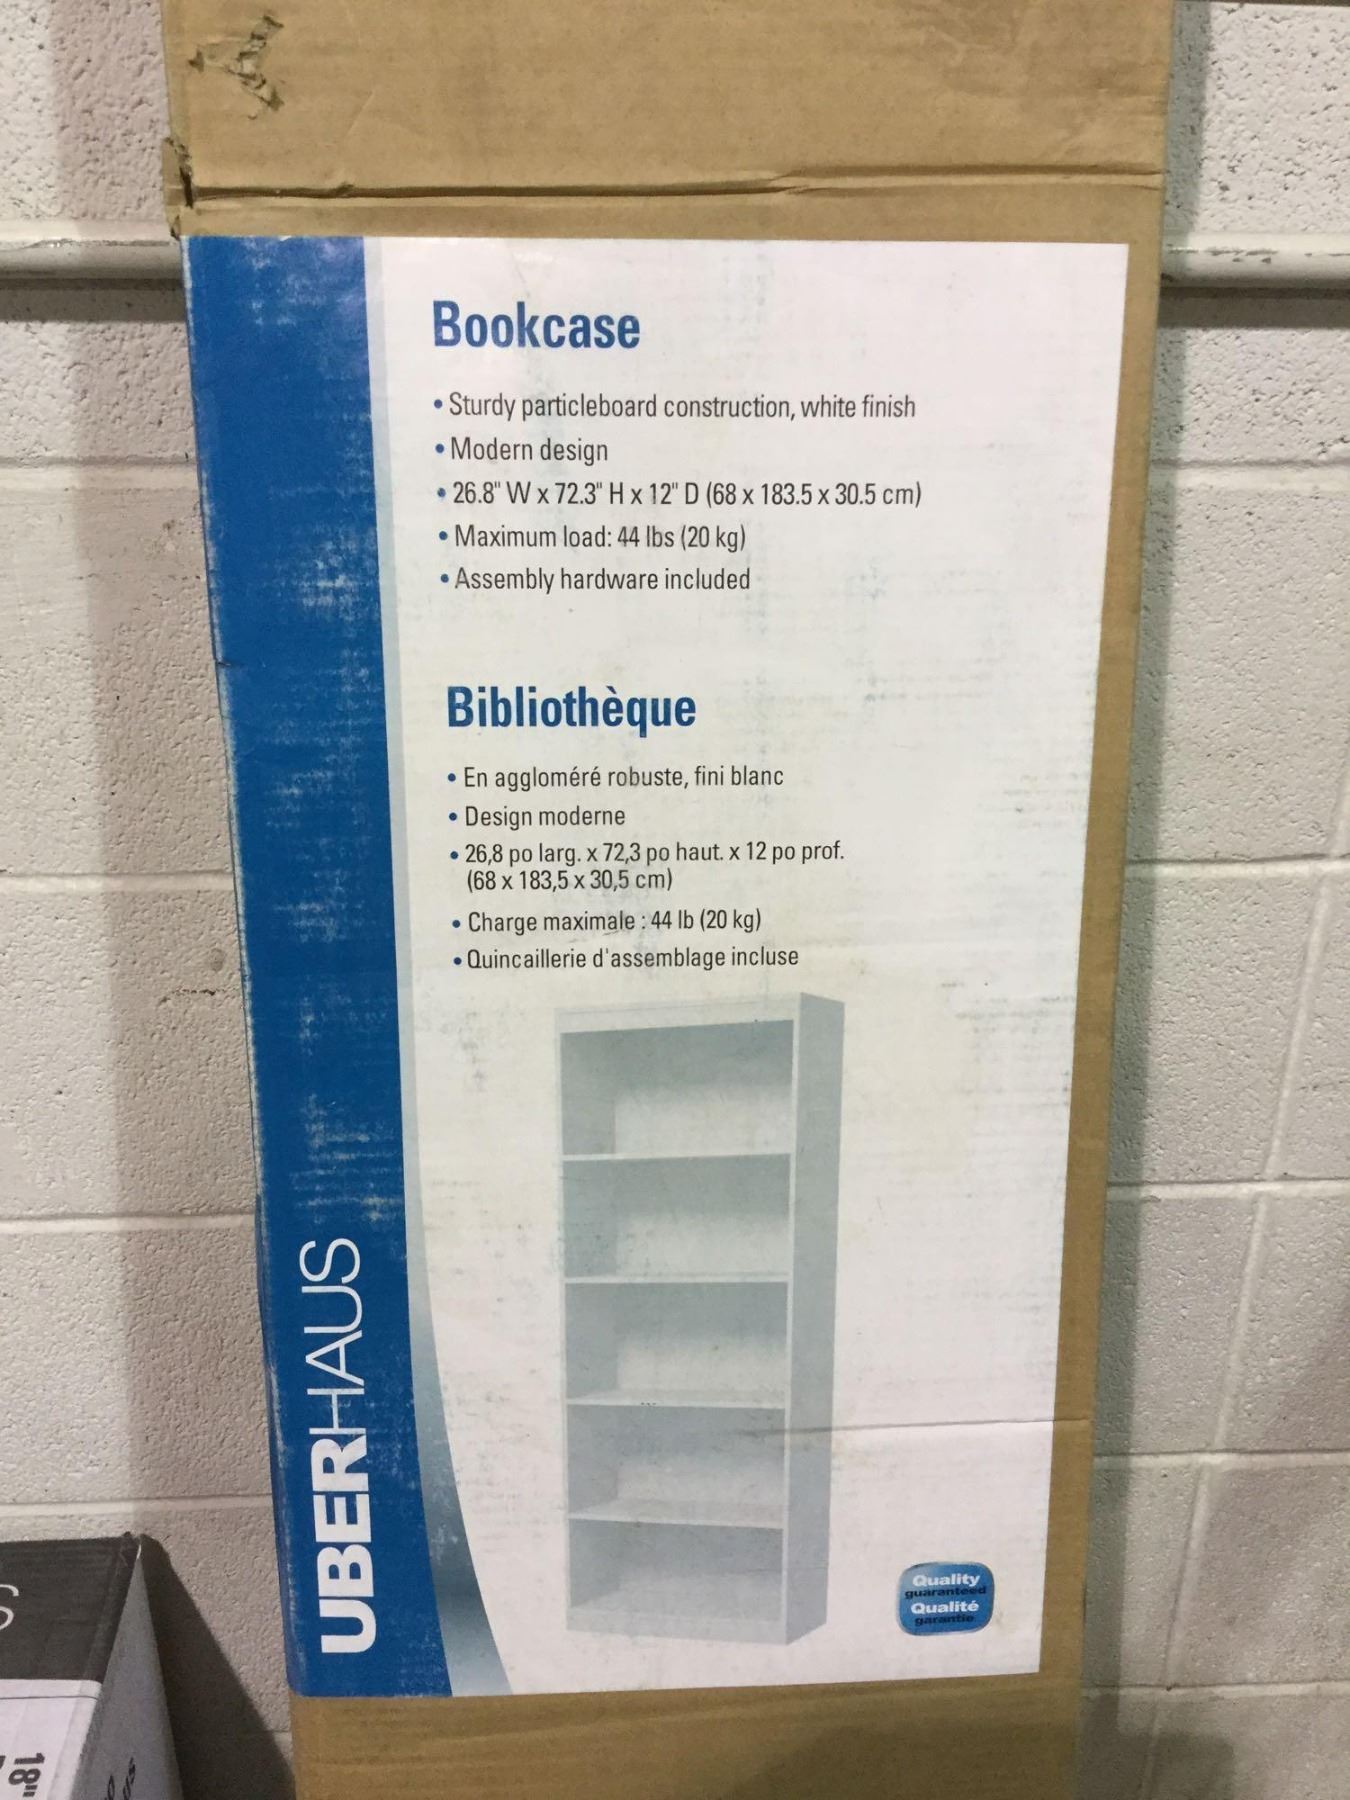 Bookcase
• Sturdy particleboard construction, white finish
• Modern design
• 26.8" W x 72.3" H x 12" D (68 x 183.5 x 30.5 cm)
• Maximum load: 44 lbs (20 kg)
• Assembly hardware included
Bibliothèque
• En aggloméré robuste, fini blanc
• Design moderne
• 26,8 po larg. x 72,3 po haut. x 12 po prof.
(68 x 183,5 x 30,5 cm)
• Charge maximale : 44 lb (20 kg)
• Quincaillerie d'assemblage incluse
UBERHAUS
Quality
guaranteed
Qualité
garantie
18"